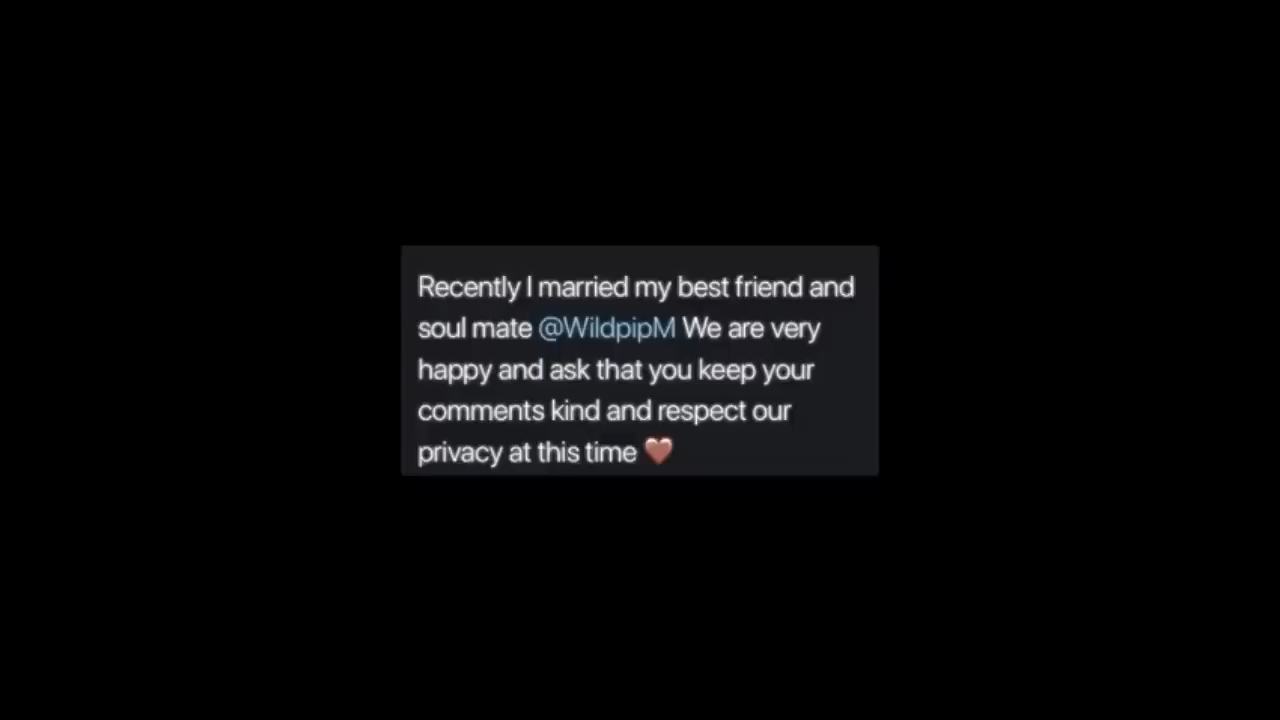 Recently I married my best friend and
soul mate @WildpipM We are very
happy and ask that you keep your
comments kind and respect our
privacy at this time ❤️